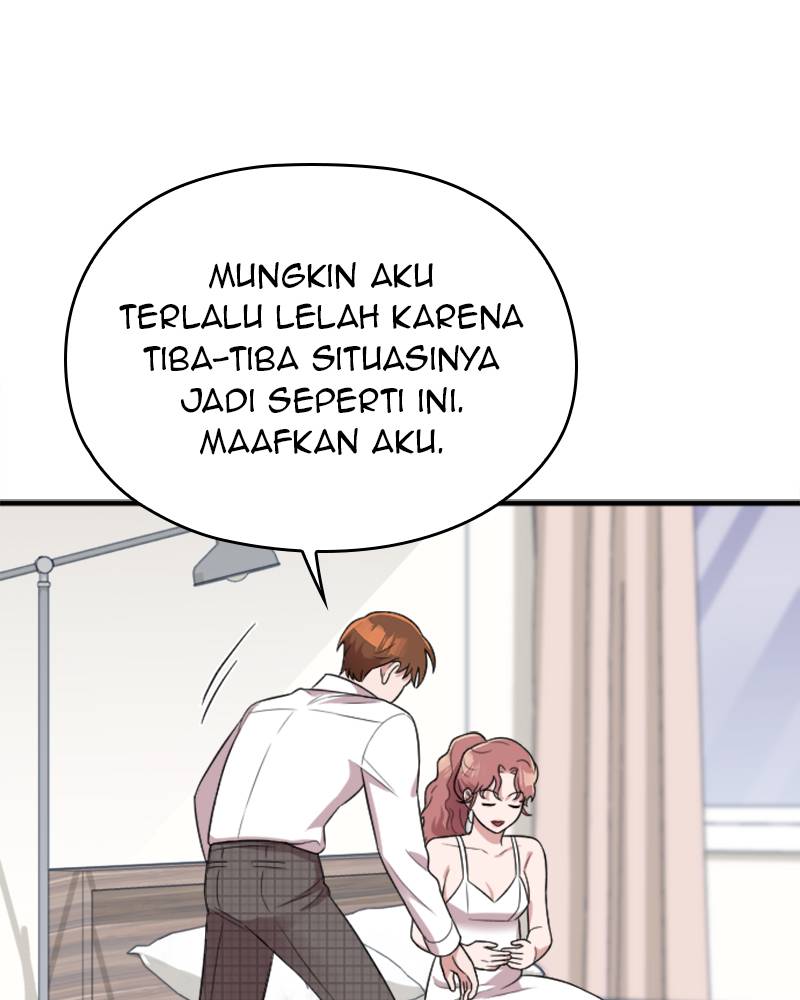 MUNGKIN AKU
TERLALU LELAH KARENA
TIBA-TIBA SITUASINYA
JADI SEPERTI INI.
MAAFKAN AKU.